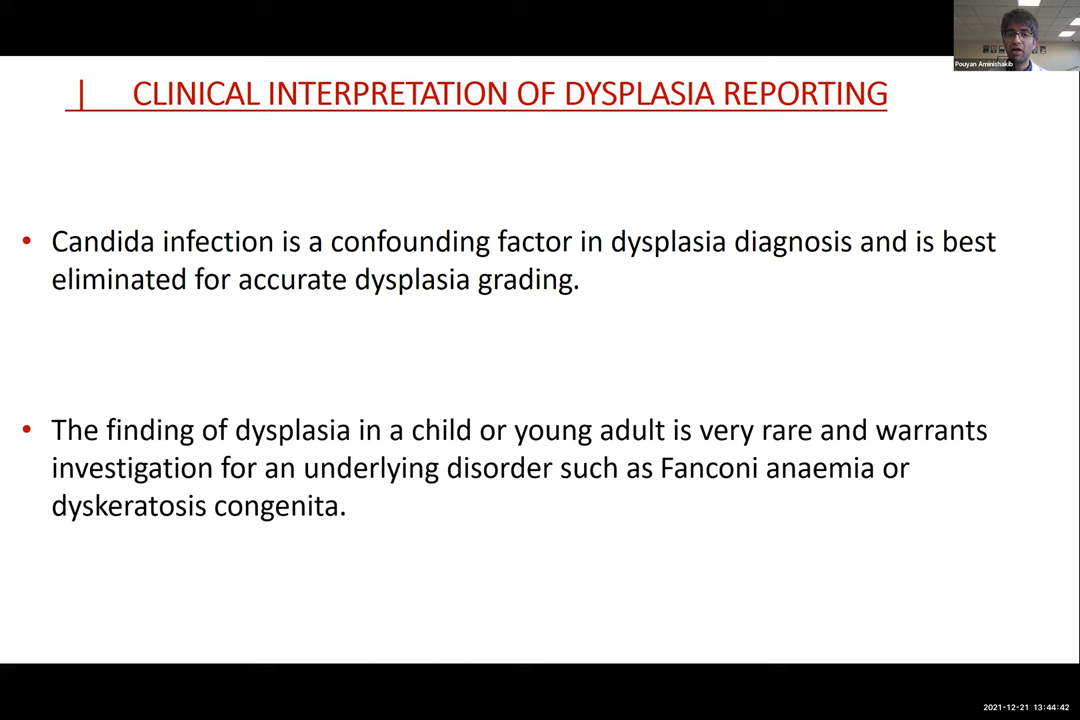 Pouyan Aminishakib
| CLINICAL INTERPRETATION OF DYSPLASIA REPORTING
• Candida infection is a confounding factor in dysplasia diagnosis and is best
eliminated for accurate dysplasia grading.
• The finding of dysplasia in a child or young adult is very rare and warrants
investigation for an underlying disorder such as Fanconi anaemia or
dyskeratosis congenita.
2021-12-21 13:44:42